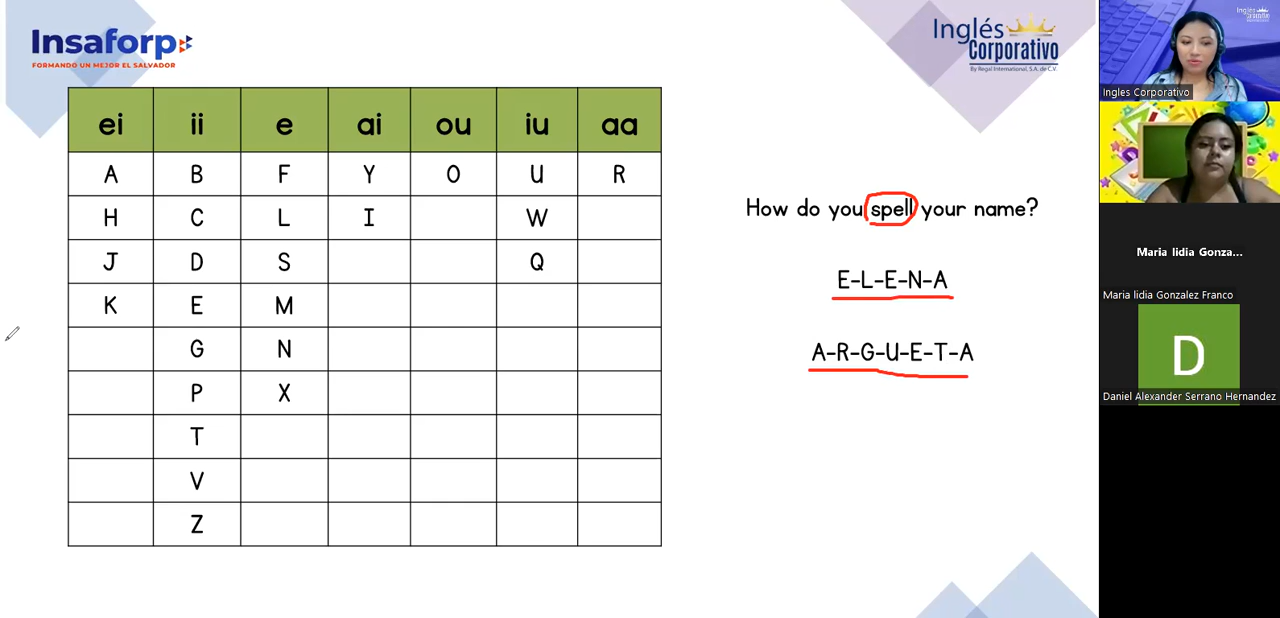 Insaforp
FORMANDO UN MEJOR EL SALVADOR
Inglés
Corporativo
By Regal International, S.A. de C.V.
ei ii e ai ou iu aa
A B F Y O U R
H C L I W
J D S Q
K E M
G N
P X
T
V
Z
How do you spell your name?
E-L-E-N-A
A-R-G-U-E-T-A
Ingles Corporativo
Maria lidia Gonza...
Maria lidia Gonzalez Franco
D
Daniel Alexander Serrano Hernandez